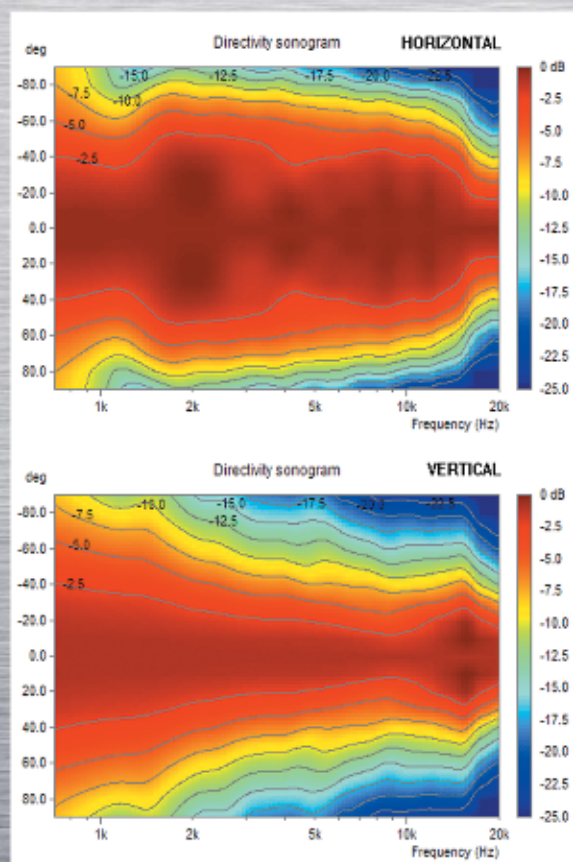 deg Directivity sonogram HORIZONTAL
-15.0 -12.5 -17.5 -20.0 -22.5 0 dB
-80.0 -7.5 -10.0 -2.5
-60.0 -5.0 -5.0
-40.0 -2.5 -7.5
-20.0 -10.0
0.0 -12.5
20.0 -15.0
40.0 -17.5
60.0 -20.0
80.0 -22.5
-25.0
1k 2k 5k 10k 20k
Frequency (Hz)
deg Directivity sonogram VERTICAL
-15.0 -17.5 -22.5 0 dB
-80.0 -7.5 -12.5 -2.5
-60.0 -5.0 -5.0
-40.0 -2.5 -7.5
-20.0 -10.0
0.0 -12.5
20.0 -15.0
40.0 -17.5
60.0 -20.0
80.0 -22.5
-25.0
1k 2k 5k 10k 20k
Frequency (Hz)